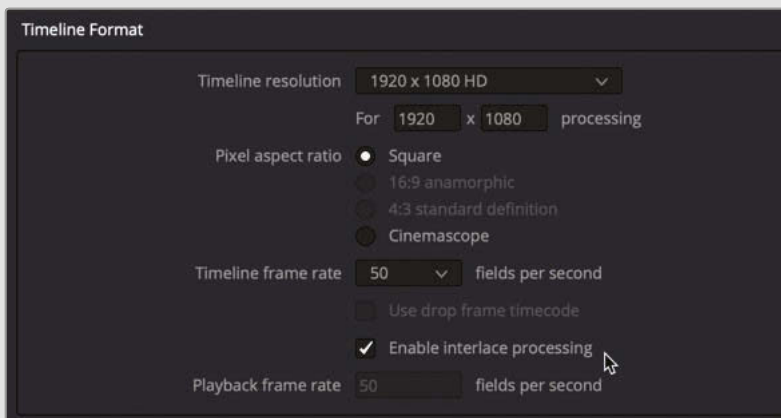 Timeline Format
Timeline resolution 1920 x 1080 HD
For 1920 x 1080 processing
Pixel aspect ratio Square
16:9 anamorphic
4:3 standard definition
Cinemascope
Timeline frame rate 50 fields per second
Use drop frame timecode
Enable interlace processing
Playback frame rate 50 fields per second